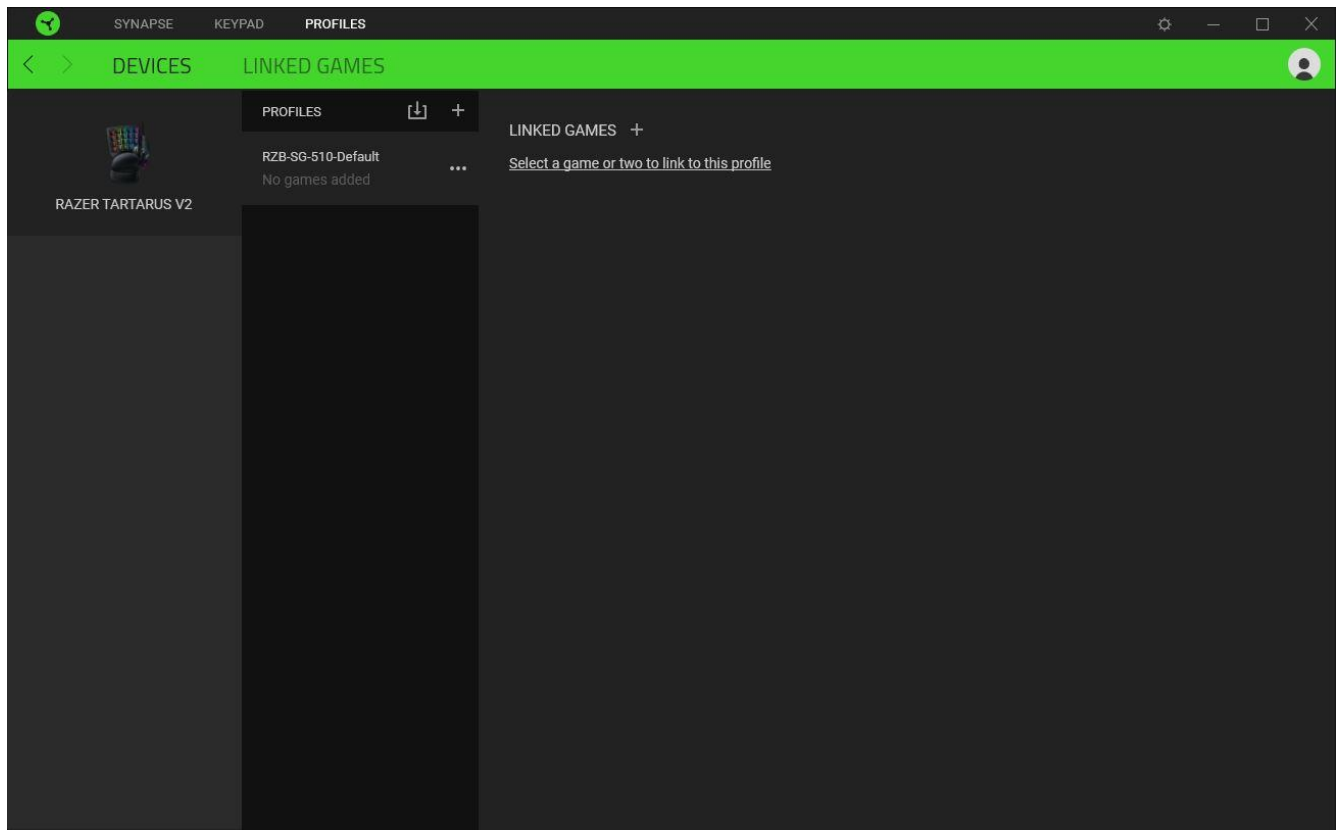 SYNAPSE KEYPAD PROFILES
DEVICES LINKED GAMES
RAZER TARTARUS V2
PROFILES
RZB-SG-510-Default
No games added
LINKED GAMES
Select a game or two to link to this profile